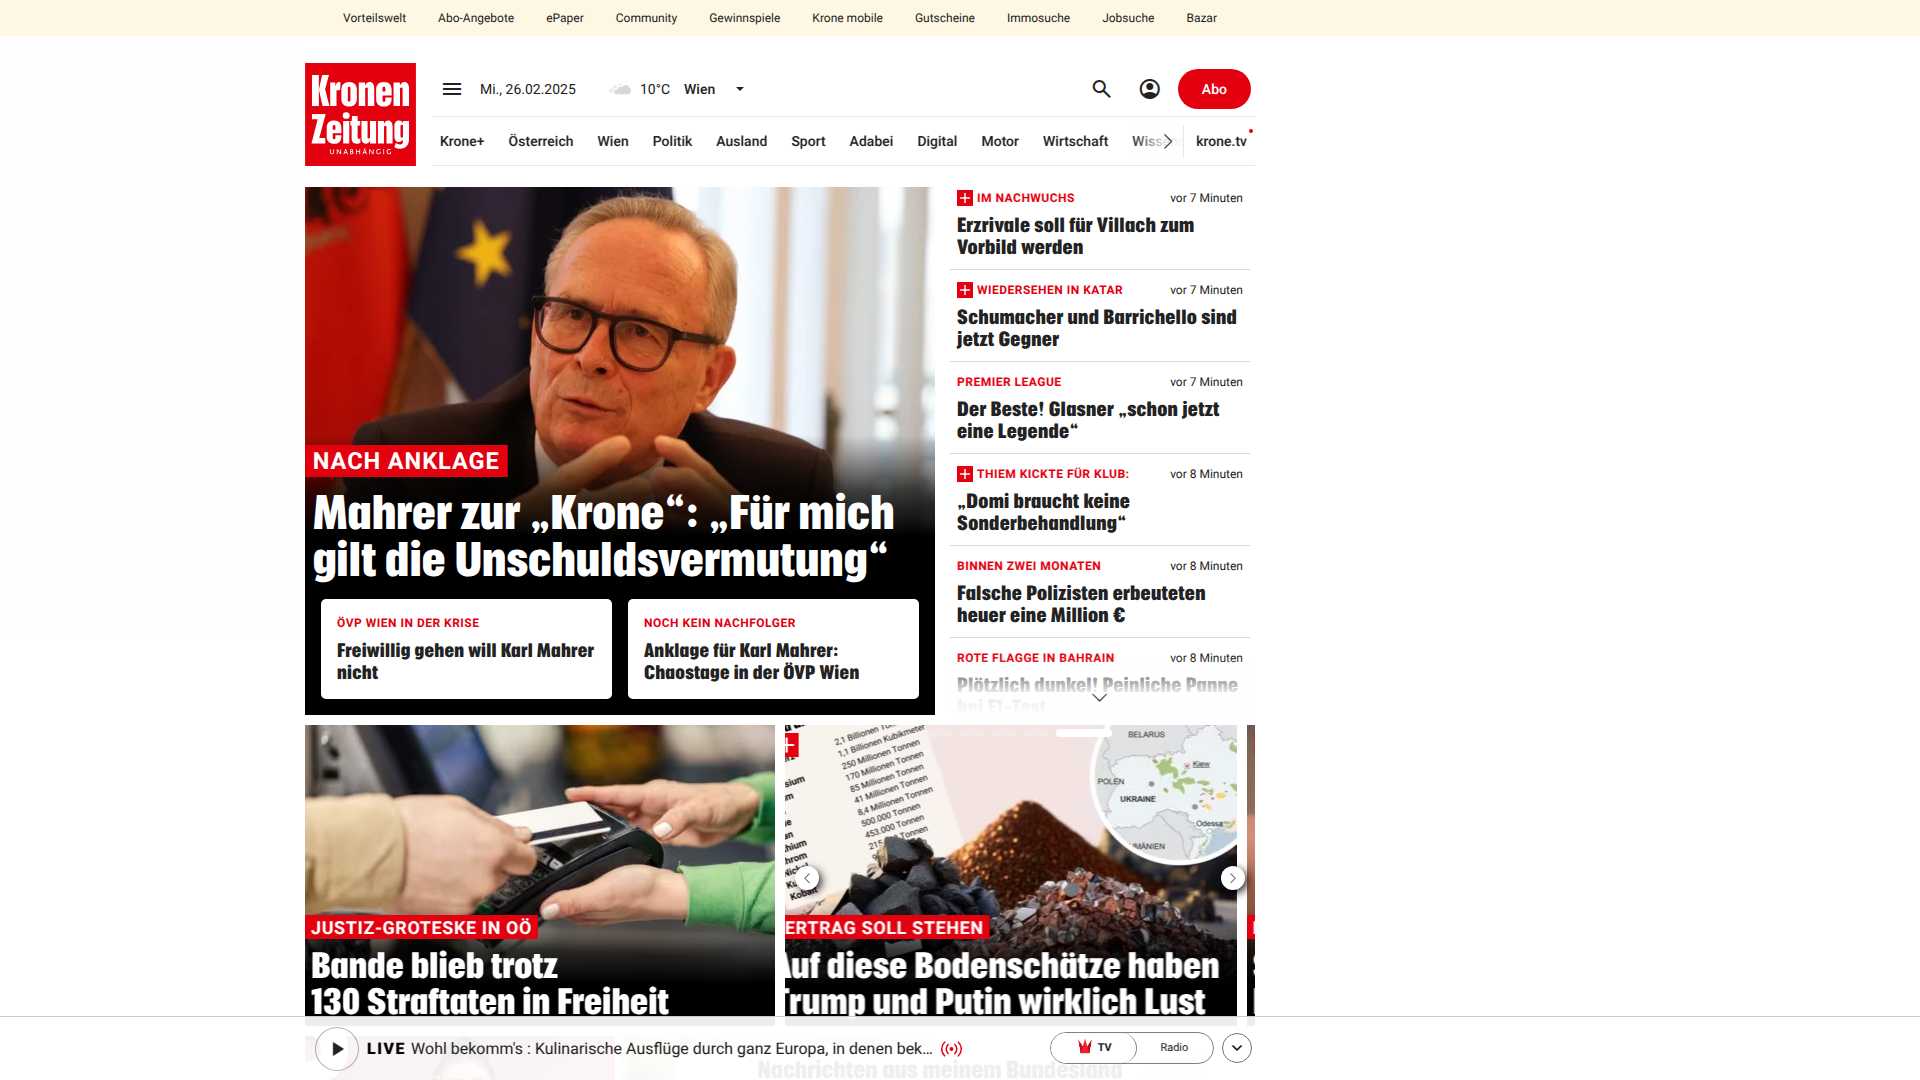 Vorteilswelt Abo-Angebote ePaper Community Gewinnspiele Krone mobile Gutscheine Immosuche Jobsuche Bazar
Kronen
Zeitung
UNABHÄNGIG
Mi., 26.02.2025 10°C Wien
Abo
Krone+ Österreich Wien Politik Ausland Sport Adabei Digital Motor Wirtschaft krone.tv
NACH ANKLAGE
Mahrer zur „Krone“: „Für mich
gilt die Unschuldsvermutung“
ÖVP WIEN IN DER KRISE
Freiwillig gehen will Karl Mahrer
nicht
NOCH KEIN NACHFOLGER
Anklage für Karl Mahrer:
Chaostage in der ÖVP Wien
IM NACHWUCHS vor 7 Minuten
Erzrivale soll für Villach zum
Vorbild werden
WIEDERSEHEN IN KATAR vor 7 Minuten
Schumacher und Barrichello sind
jetzt Gegner
PREMIER LEAGUE vor 7 Minuten
Der Beste! Glasner „schon jetzt
eine Legende“
THIEM KICKTE FÜR KLUB: vor 8 Minuten
„Domi braucht keine
Sonderbehandlung“
BINNEN ZWEI MONATEN vor 8 Minuten
Falsche Polizisten erbeuteten
heuer eine Million €
ROTE FLAGGE IN BAHRAIN vor 8 Minuten
Plötzlich dunkel! Peinliche Panne
bei F1-Test
JUSTIZ-GROTESKE IN OÖ
Bande blieb trotz
130 Straftaten in Freiheit
2,1 Billionen
1,1 Billionen Kubikmeter
250 Millionen Tonnen
170 Millionen Tonnen
85 Millionen Tonnen
41 Millionen Tonnen
8,4 Millionen Tonnen
500.000 Tonnen
453.000 Tonnen
Tonnen
BELARUS
Kiew
POLEN
UKRAINE
Odessa
ERTRAG SOLL STEHEN
Auf diese Bodenschätze haben
Trump und Putin wirklich Lust
LIVE Wohl bekomm's : Kulinarische Ausflüge durch ganz Europa, in denen bek...
TV Radio
Nachrichten aus meinem Bundesland